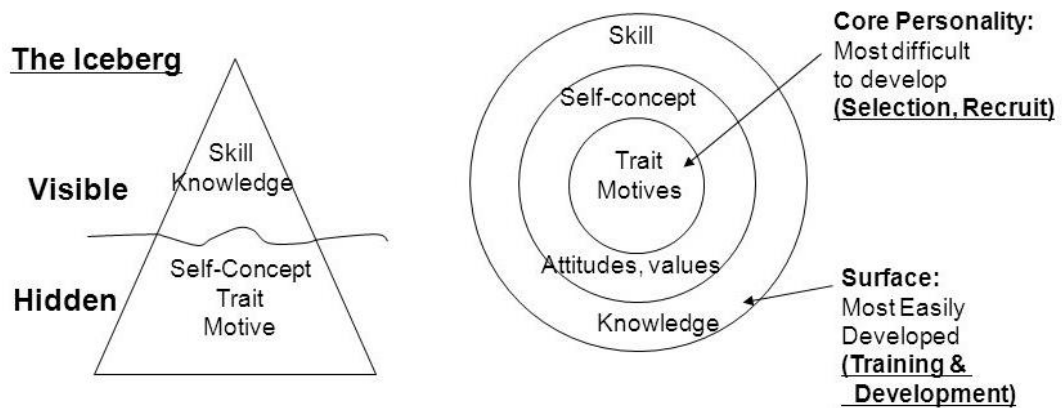 The Iceberg
Visible
Hidden
Skill
Knowledge
Self-Concept
Trait
Motive
Skill
Self-concept
Trait
Motives
Attitudes, values
Knowledge
Core Personality:
Most difficult
to develop
(Selection, Recruit)
Surface:
Most Easily
Developed
(Training &
Development)